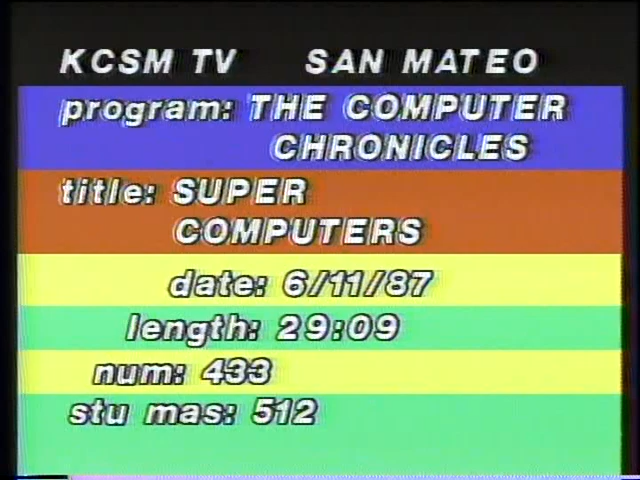 KCSM TV SAN MATEO
program: THE COMPUTER
CHRONICLES
title: SUPER
COMPUTERS
date: 6/11/87
length: 29:09
num: 433
stu mas: 512